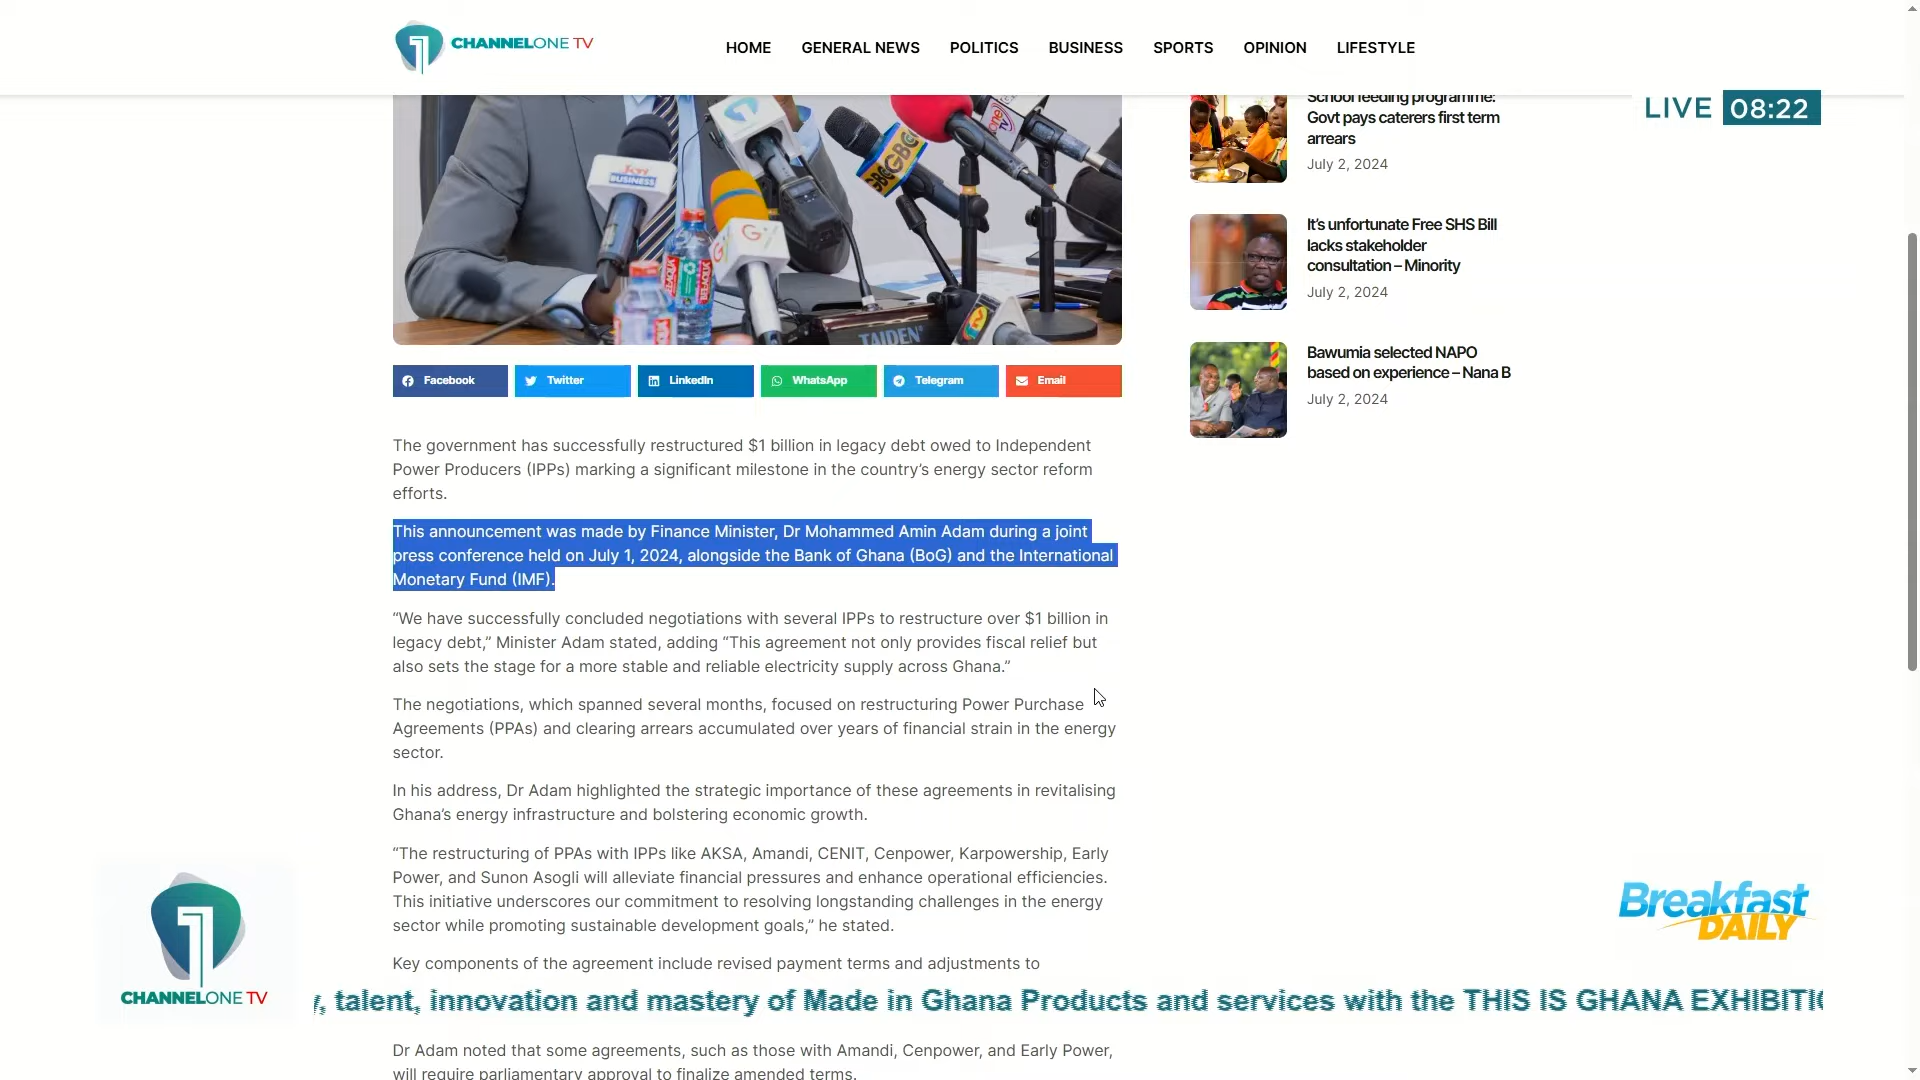 CHANNELONE TV
HOME GENERAL NEWS POLITICS BUSINESS SPORTS OPINION LIFESTYLE
LIVE 08:22
School feeding programme:
Govt pays caterers first term
arrears
July 2, 2024
It's unfortunate Free SHS Bill
lacks stakeholder
consultation – Minority
July 2, 2024
Bawumia selected NAPO
based on experience – Nana B
July 2, 2024
JOY
BUSINESS
GBC
TAIDEN
Facebook Twitter LinkedIn WhatsApp Telegram Email
The government has successfully restructured $1 billion in legacy debt owed to Independent
Power Producers (IPPs) marking a significant milestone in the country's energy sector reform
efforts.
This announcement was made by Finance Minister, Dr Mohammed Amin Adam during a joint
press conference held on July 1, 2024, alongside the Bank of Ghana (BoG) and the International
Monetary Fund (IMF).
“We have successfully concluded negotiations with several IPPs to restructure over $1 billion in
legacy debt,” Minister Adam stated, adding “This agreement not only provides fiscal relief but
also sets the stage for a more stable and reliable electricity supply across Ghana.”
The negotiations, which spanned several months, focused on restructuring Power Purchase
Agreements (PPAs) and clearing arrears accumulated over years of financial strain in the energy
sector.
In his address, Dr Adam highlighted the strategic importance of these agreements in revitalising
Ghana's energy infrastructure and bolstering economic growth.
“The restructuring of PPAs with IPPs like AKSA, Amandi, CENIT, Cenpower, Karpowership, Early
Power, and Sunon Asogli will alleviate financial pressures and enhance operational efficiencies.
This initiative underscores our commitment to resolving longstanding challenges in the energy
sector while promoting sustainable development goals,” he stated.
Key components of the agreement include revised payment terms and adjustments to
Breakfast
DAILY
CHANNELONE TV
, talent, innovation and mastery of Made in Ghana Products and services with the THIS IS GHANA
Dr Adam noted that some agreements, such as those with Amandi, Cenpower, and Early Power,
will require parliamentary approval to finalize amended terms.